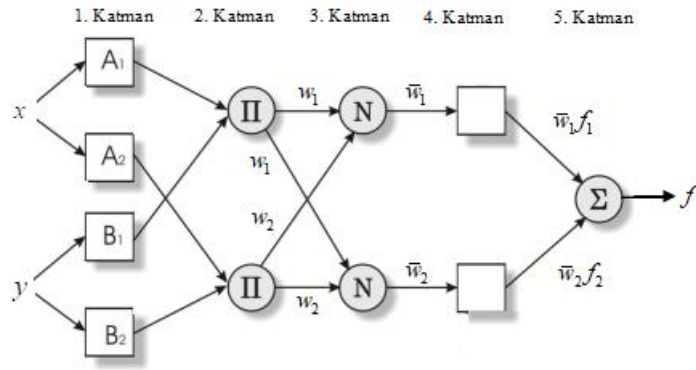 1. Katman 2. Katman 3. Katman 4. Katman 5. Katman
A1
x
A2
B1
y
B2
Π
Π
w₁
w₁
w₂
w₂
N
N
w̅₁
w̅₂
w̅₁f₁
w̅₂f₂
Σ
f